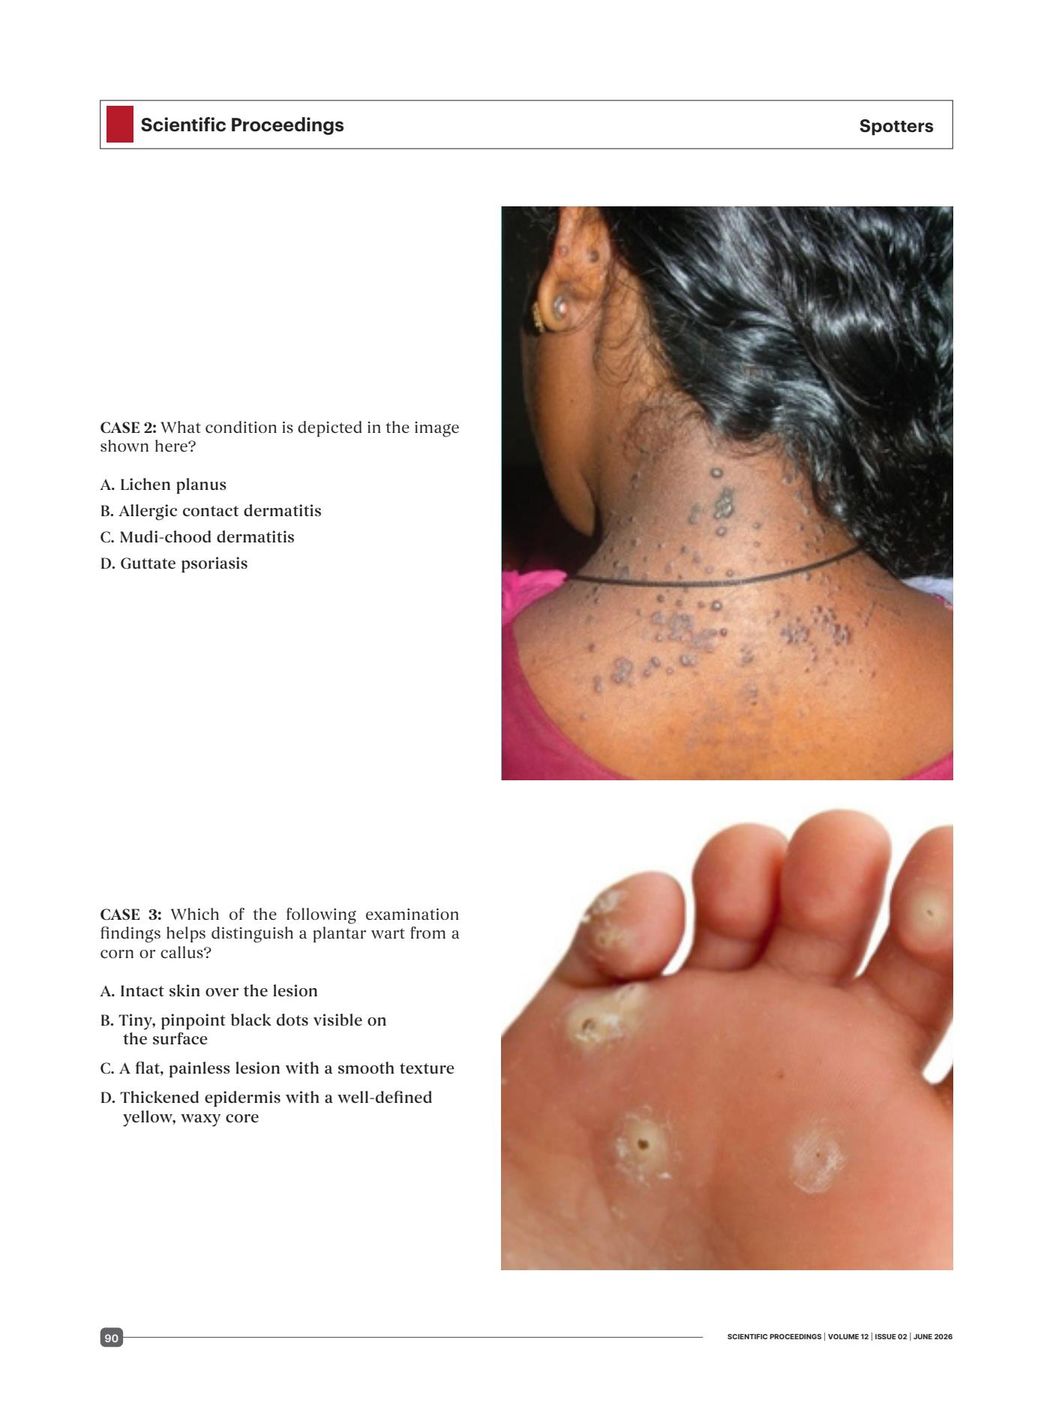 Scientific Proceedings
Spotters
CASE 2: What condition is depicted in the image
shown here?
A. Lichen planus
B. Allergic contact dermatitis
C. Mudi-chood dermatitis
D. Guttate psoriasis
CASE 3: Which of the following examination
findings helps distinguish a plantar wart from a
corn or callus?
A. Intact skin over the lesion
B. Tiny, pinpoint black dots visible on
the surface
C. A flat, painless lesion with a smooth texture
D. Thickened epidermis with a well-defined
yellow, waxy core
90
SCIENTIFIC PROCEEDINGS | VOLUME 12 | ISSUE 02 | JUNE 2026